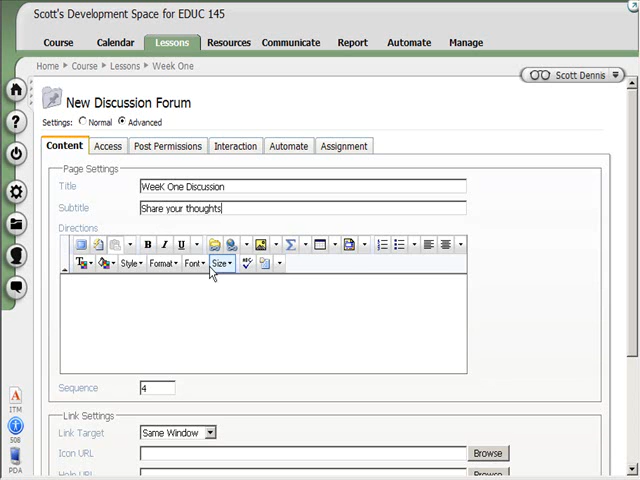 Scott's Development Space for EDUC 145
Course Calendar Lessons Resources Communicate Report Automate Manage
Home Course Lessons Week One
Scott Dennis
New Discussion Forum
Settings: Normal Advanced
Content Access Post Permissions Interaction Automate Assignment
Page Settings
Title WeeK One Discussion
Subtitle Share your thoughts
Directions
B I U Σ
T Style Format Font Size ABC
Sequence 4
Link Settings
Link Target Same Window
Icon URL Browse
Help URL Browse
ITM
508
PDA